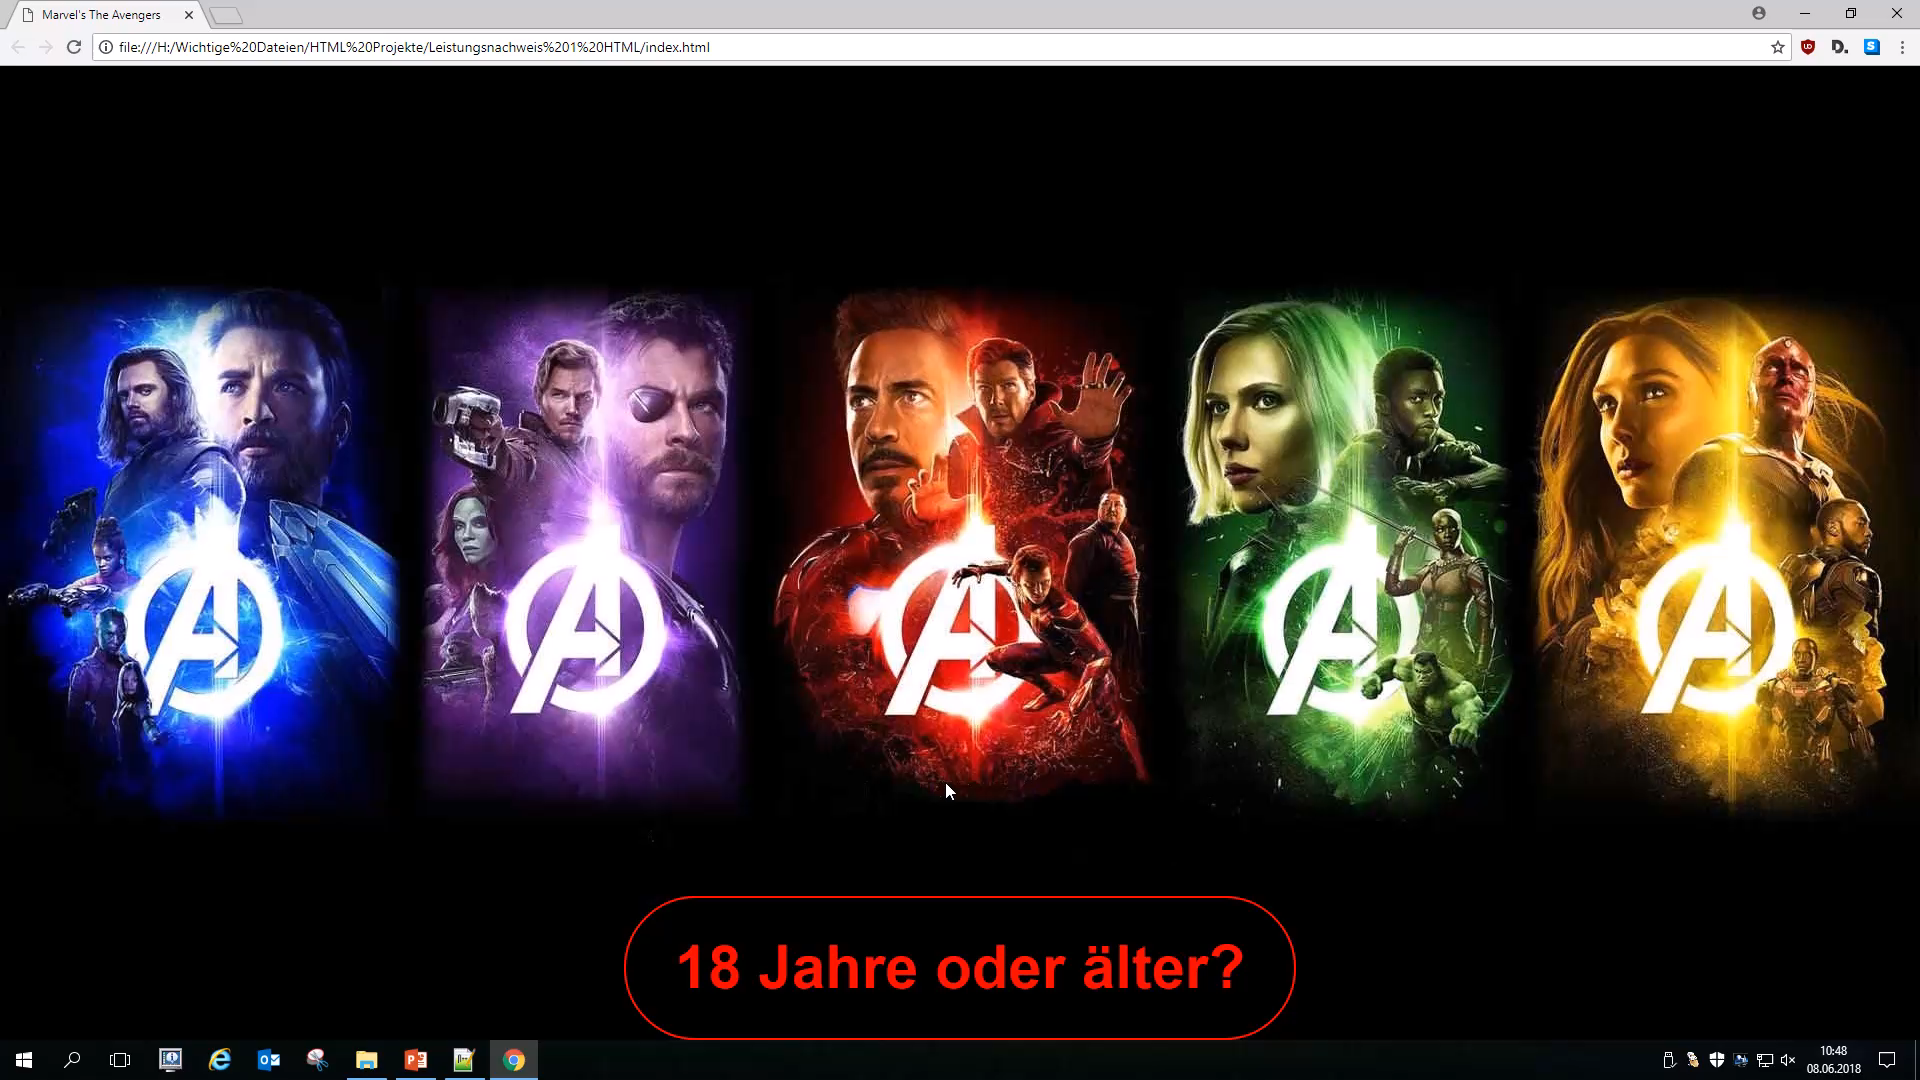 Marvel's The Avengers
file:///H:/Wichtige%20Dateien/HTML%20Projekte/Leistungsnachweis%201%20HTML/index.html
18 Jahre oder älter?
10:48
08.06.2018